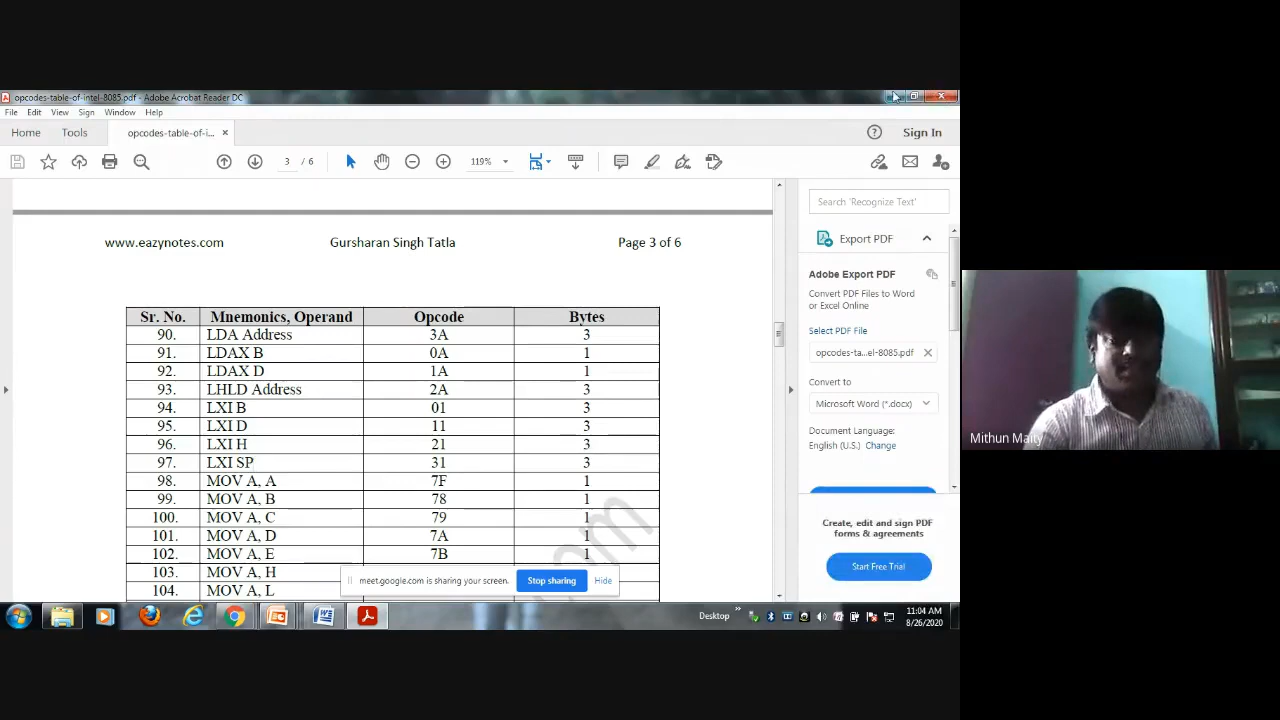 opcodes-table-of-intel-8085.pdf - Adobe Acrobat Reader DC
File Edit View Sign Window Help
Home Tools opcodes-table-of-i... × Sign In
3 / 6 119%
Search 'Recognize Text'
www.eazynotes.com Gursharan Singh Tatla Page 3 of 6
Export PDF
Adobe Export PDF
Convert PDF Files to Word
or Excel Online
Select PDF File
opcodes-ta...el-8085.pdf ×
Convert to
Microsoft Word (*.docx)
Document Language:
English (U.S.) Change
Create, edit and sign PDF
forms & agreements
Start Free Trial
Sr. No. Mnemonics, Operand Opcode Bytes
90. LDA Address 3A 3
91. LDAX B 0A 1
92. LDAX D 1A 1
93. LHLD Address 2A 3
94. LXI B 01 3
95. LXI D 11 3
96. LXI H 21 3
97. LXI SP 31 3
98. MOV A, A 7F 1
99. MOV A, B 78 1
100. MOV A, C 79 1
101. MOV A, D 7A 1
102. MOV A, E 7B 1
103. MOV A, H
104. MOV A, L
com
meet.google.com is sharing your screen. Stop sharing Hide
Mithun Maity
Desktop » 11:04 AM
8/26/2020